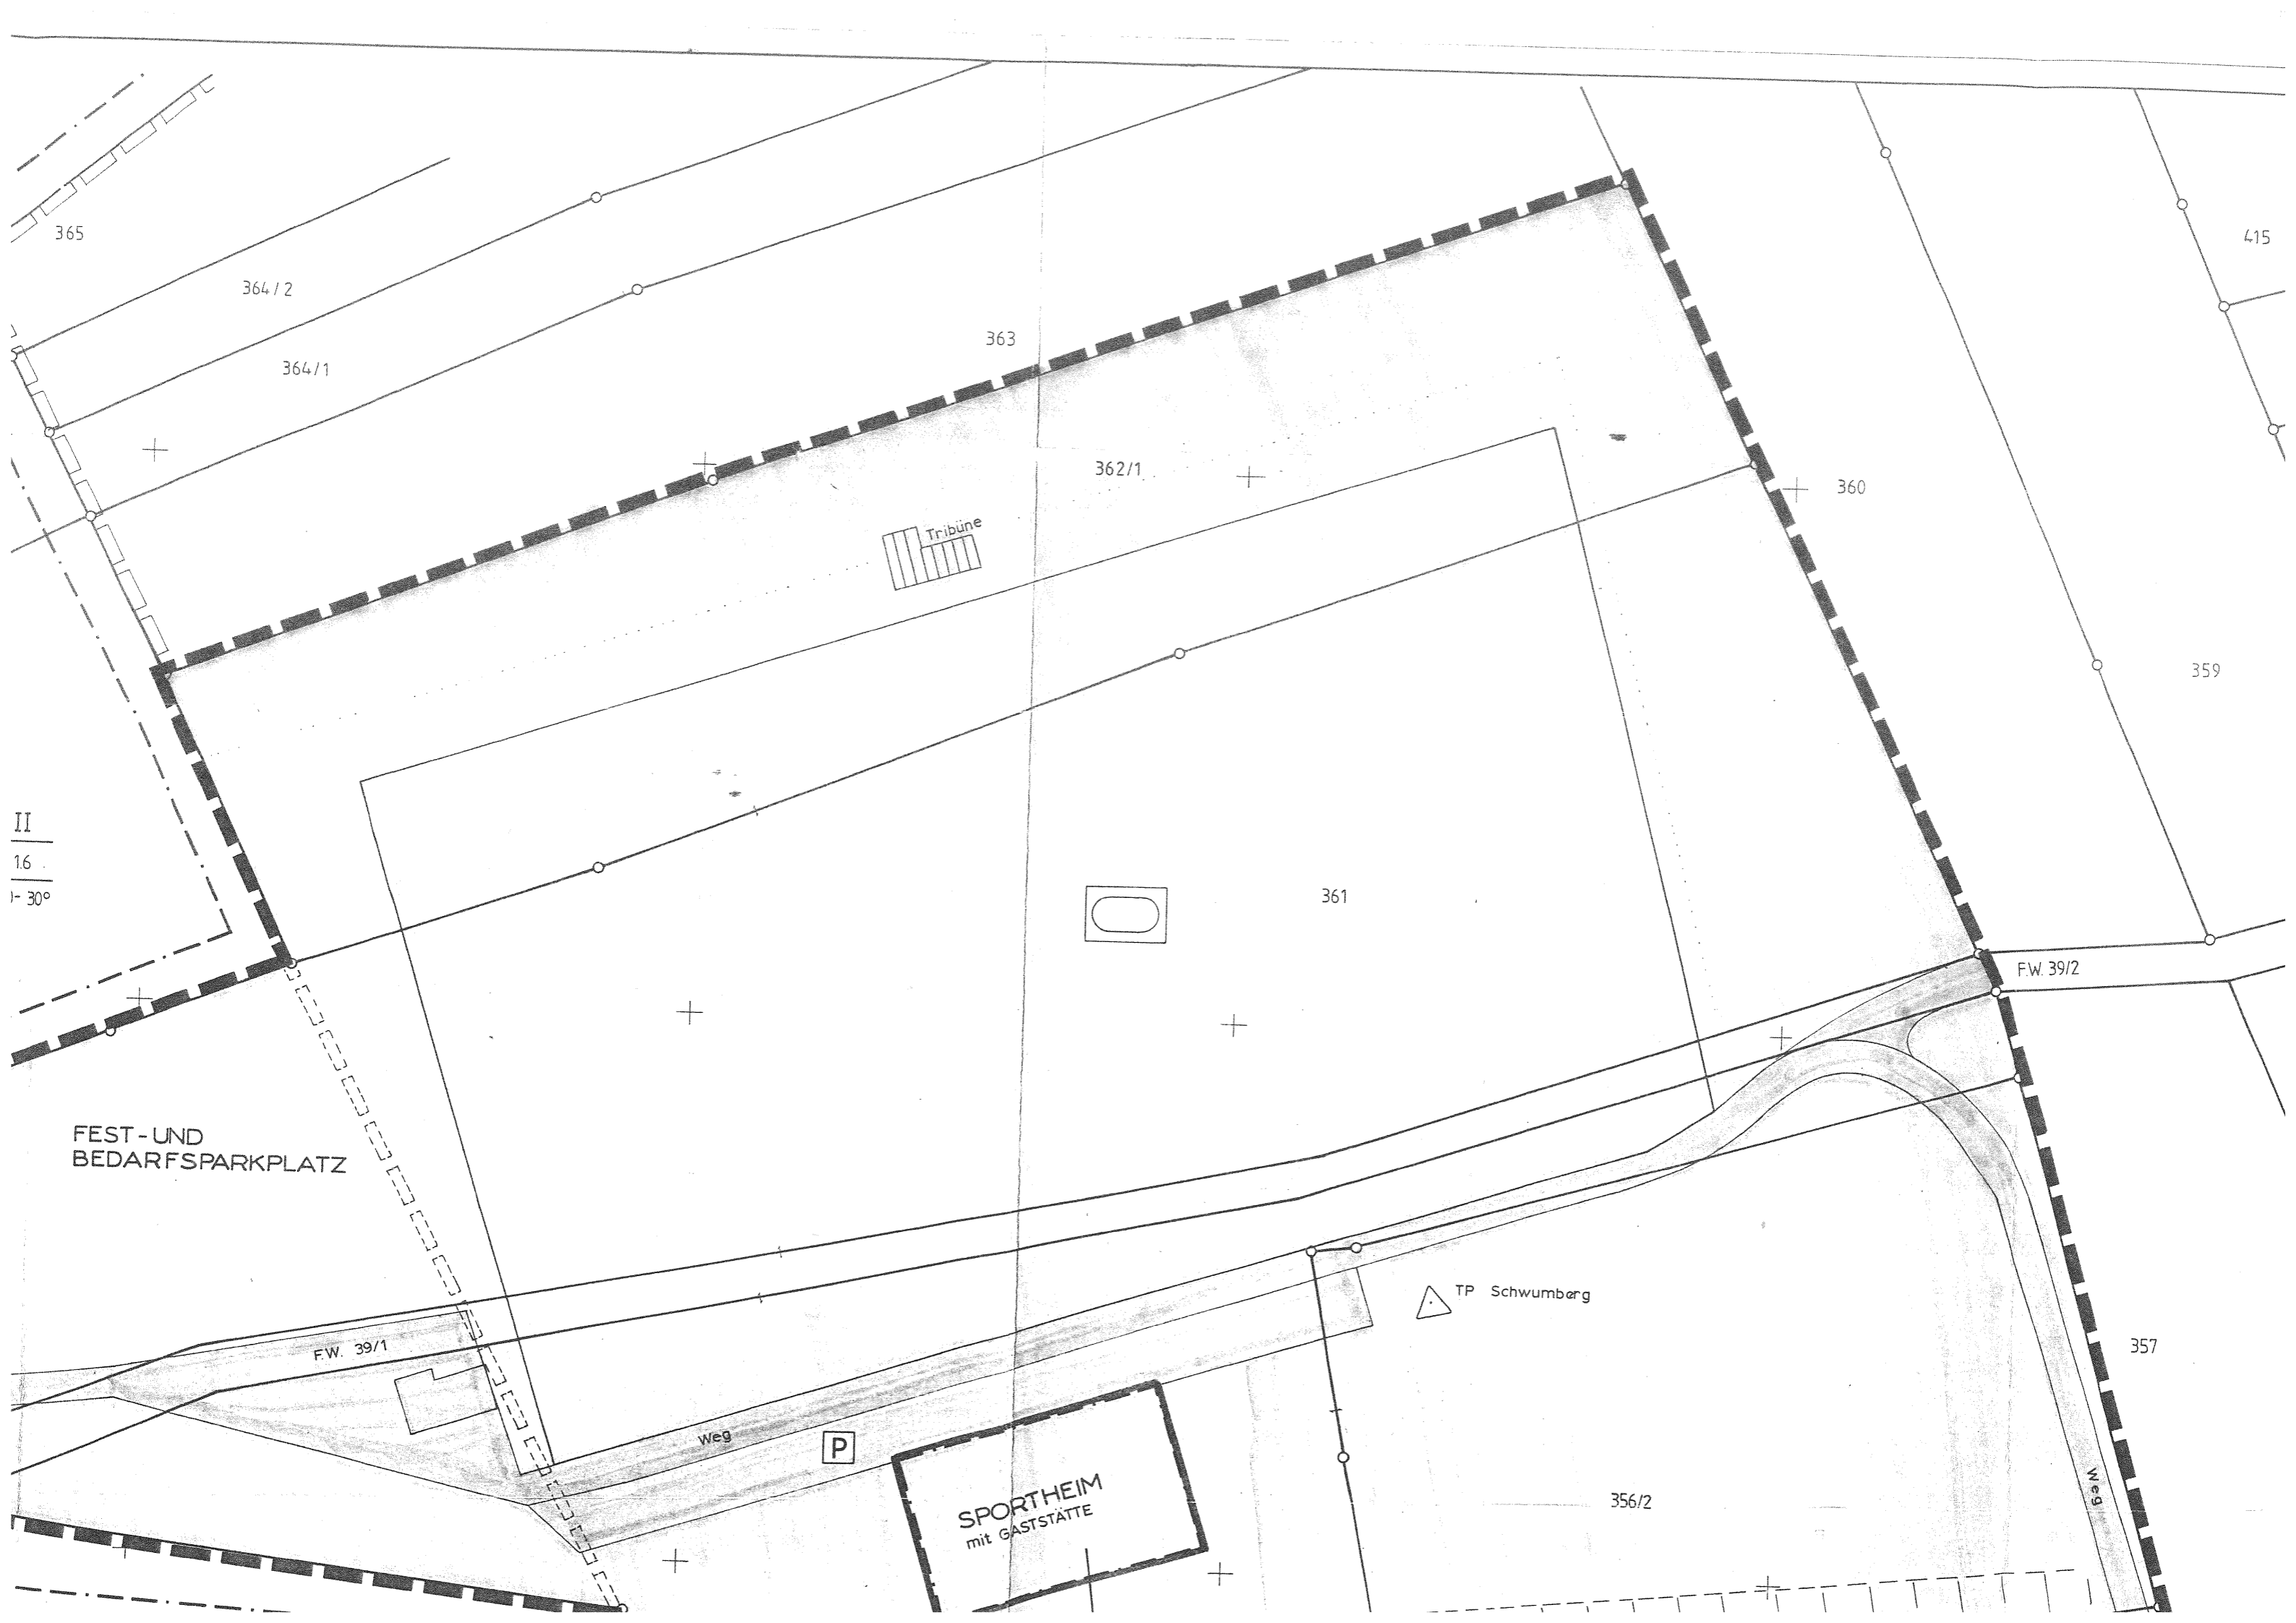 365
415
364/2
363
364/1
362/1
360
Tribüne
359
II
1.6
361
30°
F.W. 39/2
FEST-UND
BEDARFSPARKPLATZ
TP Schwumberg
F.W. 39/1
357
Weg
P
SPORTHEIM
mit GASTSTÄTTE
356/2
Weg